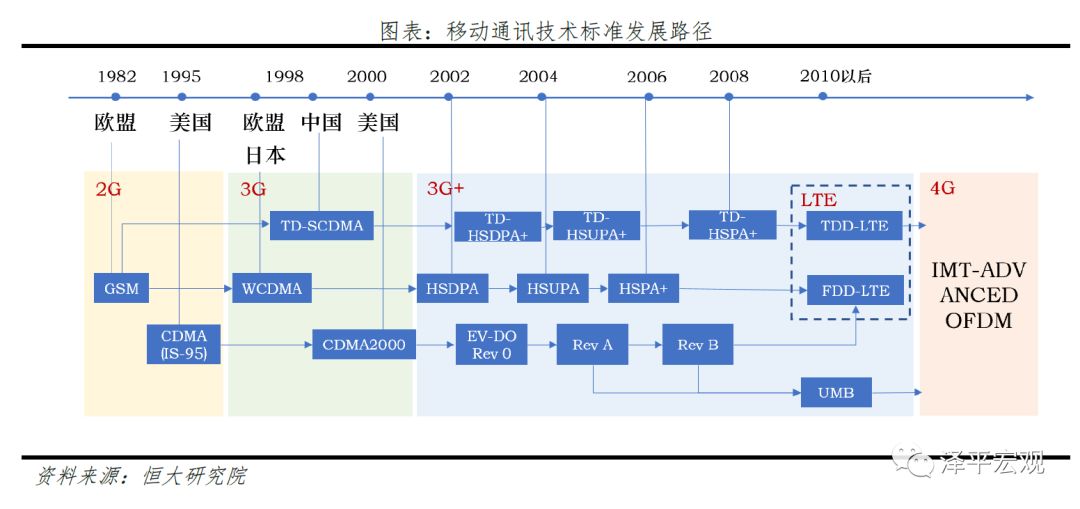 图表：移动通讯技术标准发展路径
1982 1995 1998 2000 2002 2004 2006 2008 2010以后
欧盟 美国 欧盟 中国 美国
日本
2G 3G 3G+ LTE 4G
TD-SCDMA
TD-
HSDPA+
TD-
HSUPA+
TD-
HSPA+
TDD-LTE
GSM WCDMA HSDPA HSUPA HSPA+ FDD-LTE
IMT-ADV
ANCED
OFDM
CDMA
(IS-95)
CDMA2000
EV-DO
Rev 0
Rev A Rev B
UMB
资料来源：恒大研究院
泽平宏观